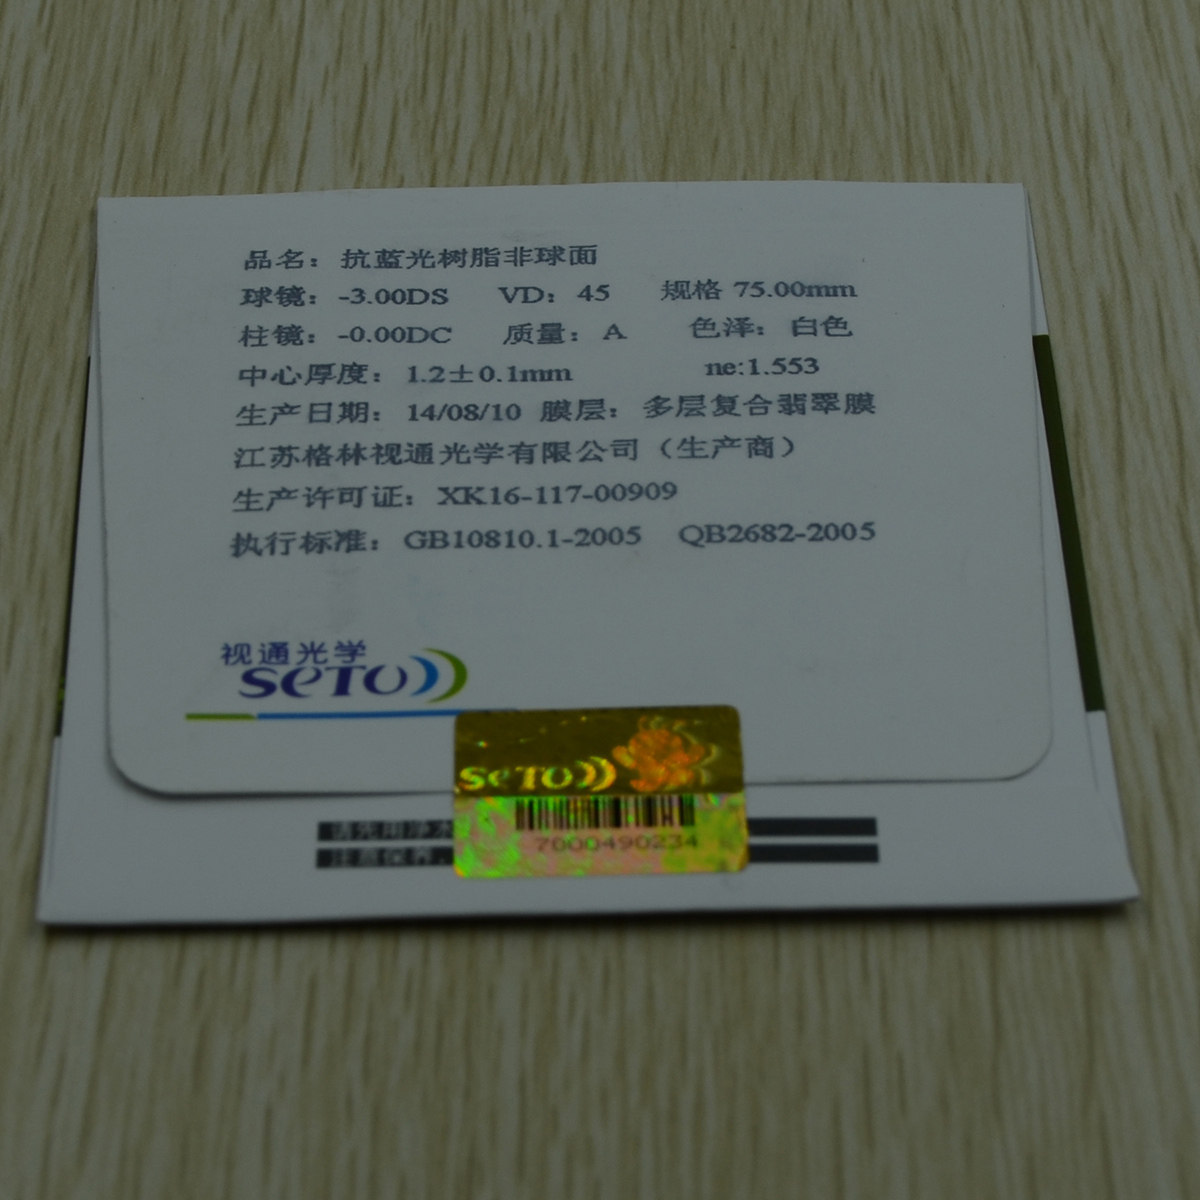 品名：抗蓝光树脂非球面
球镜：-3.00DS VD：45 规格 75.00mm
柱镜：-0.00DC 质量：A 色泽：白色
中心厚度：1.2±0.1mm ne:1.553
生产日期：14/08/10 膜层：多层复合翡翠膜
江苏格林视通光学有限公司（生产商）
生产许可证：XK16-117-00909
执行标准：GB10810.1-2005 QB2682-2005
视通光学
SeTO
SeTO
请先用净水
7000490234